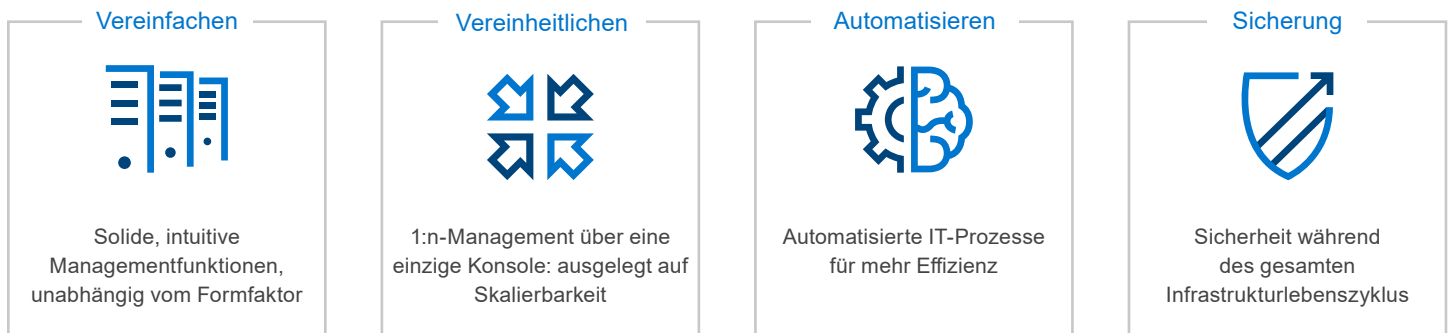 Vereinfachen
Solide, intuitive
Managementfunktionen,
unabhängig vom Formfaktor
Vereinheitlichen
1:n-Management über eine
einzige Konsole: ausgelegt auf
Skalierbarkeit
Automatisieren
Automatisierte IT-Prozesse
für mehr Effizienz
Sicherung
Sicherheit während
des gesamten
Infrastrukturlebenszyklus